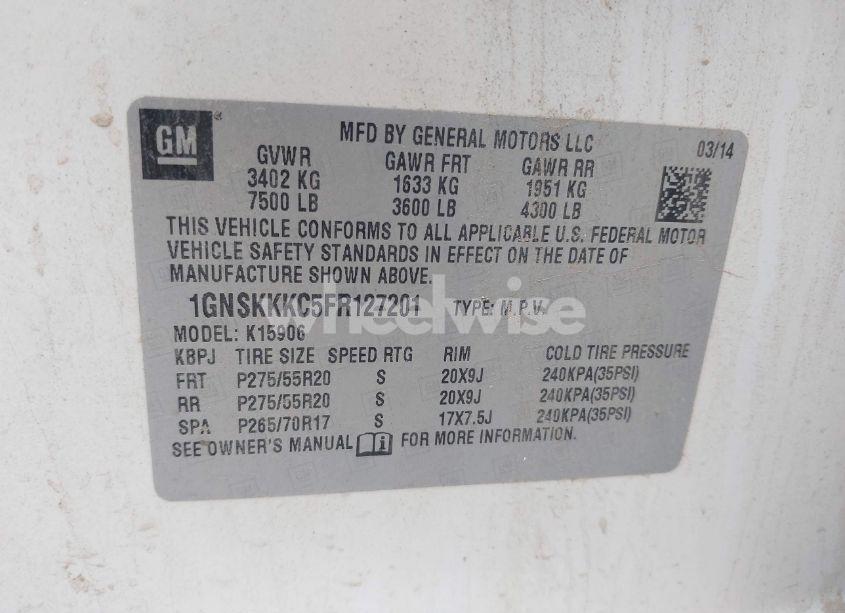 GM
MFD BY GENERAL MOTORS LLC
03/14
GVWR GAWR FRT GAWR RR
3402 KG 1633 KG 1951 KG
7500 LB 3600 LB 4300 LB
THIS VEHICLE CONFORMS TO ALL APPLICABLE U.S. FEDERAL MOTOR
VEHICLE SAFETY STANDARDS IN EFFECT ON THE DATE OF
MANUFACTURE SHOWN ABOVE.
1GNSKKKC5FR127201 TYPE: M.P.V.
wheelwise
MODEL: K15906
KBPJ TIRE SIZE SPEED RTG RIM COLD TIRE PRESSURE
FRT P275/55R20 S 20X9J 240KPA(35PSI)
RR P275/55R20 S 20X9J 240KPA(35PSI)
SPA P265/70R17 S 17X7.5J 240KPA(35PSI)
SEE OWNER'S MANUAL FOR MORE INFORMATION.